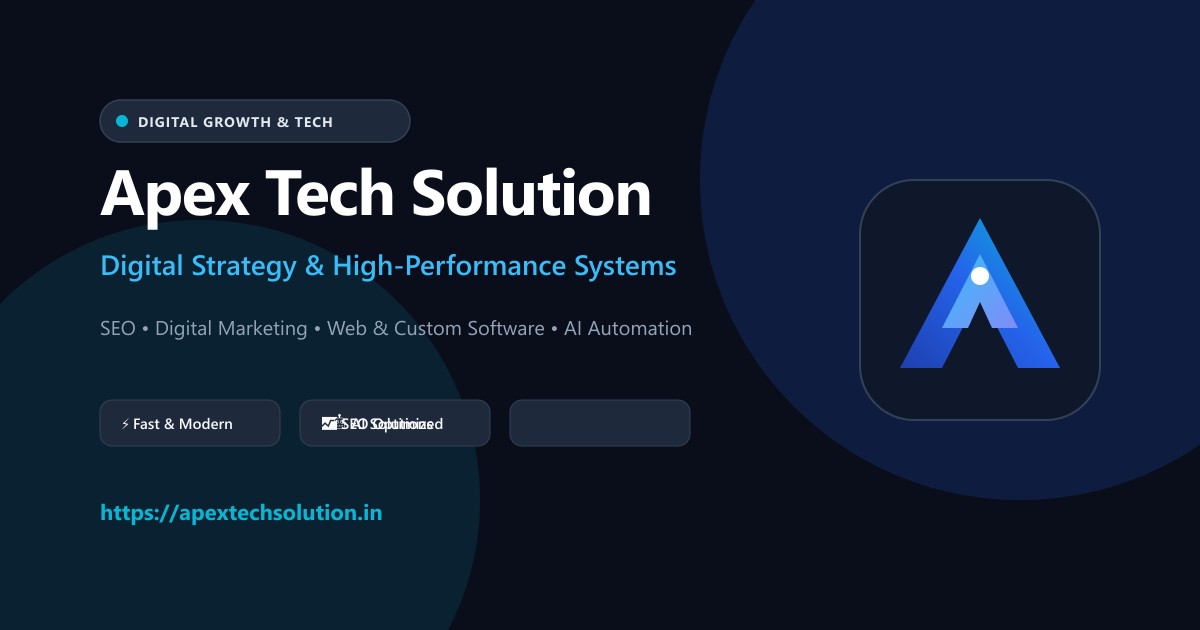 DIGITAL GROWTH & TECH
Apex Tech Solution
Digital Strategy & High-Performance Systems
SEO • Digital Marketing • Web & Custom Software • AI Automation
⚡ Fast & Modern
https://apextechsolution.in